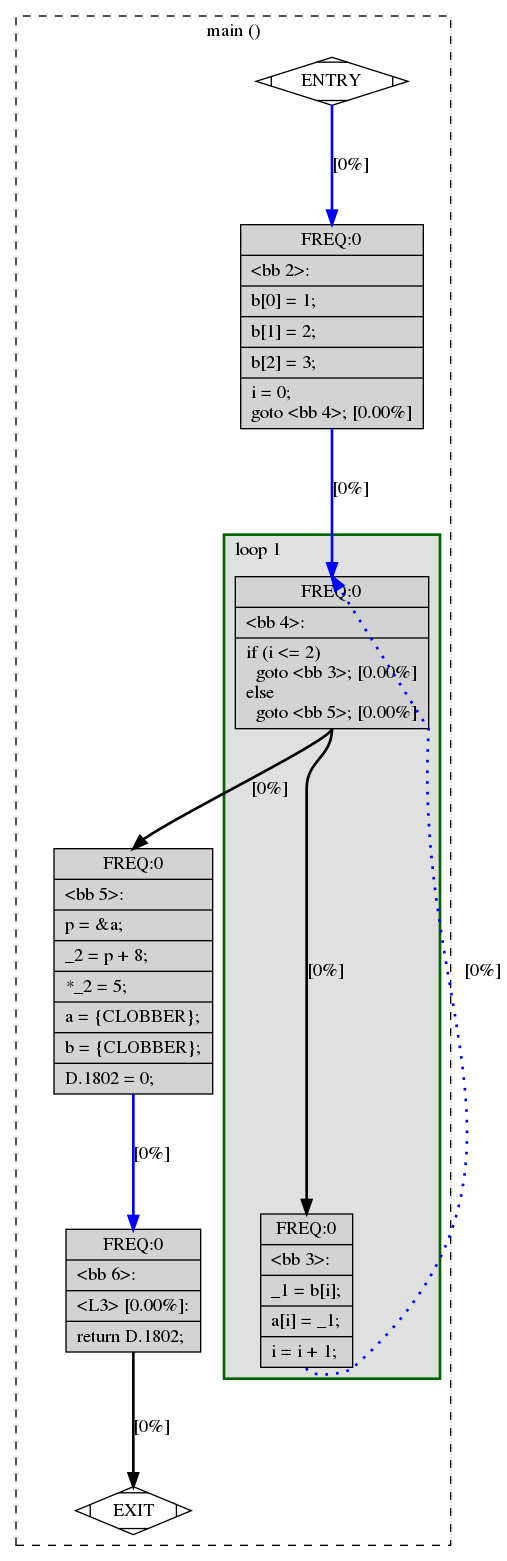 main ()
ENTRY
[0%]
FREQ:0
<bb 2>:
b[0] = 1;
b[1] = 2;
b[2] = 3;
i = 0;
goto <bb 4>; [0.00%]
[0%]
loop 1
FREQ:0
<bb 4>:
if (i <= 2)
goto <bb 3>; [0.00%]
else
goto <bb 5>; [0.00%]
[0%]
FREQ:0
<bb 5>:
p = &a;
_2 = p + 8;
*_2 = 5;
a = {CLOBBER};
b = {CLOBBER};
D.1802 = 0;
[0%]
[0%]
[0%]
FREQ:0
<bb 3>:
_1 = b[i];
a[i] = _1;
i = i + 1;
FREQ:0
<bb 6>:
<L3> [0.00%]:
return D.1802;
[0%]
EXIT